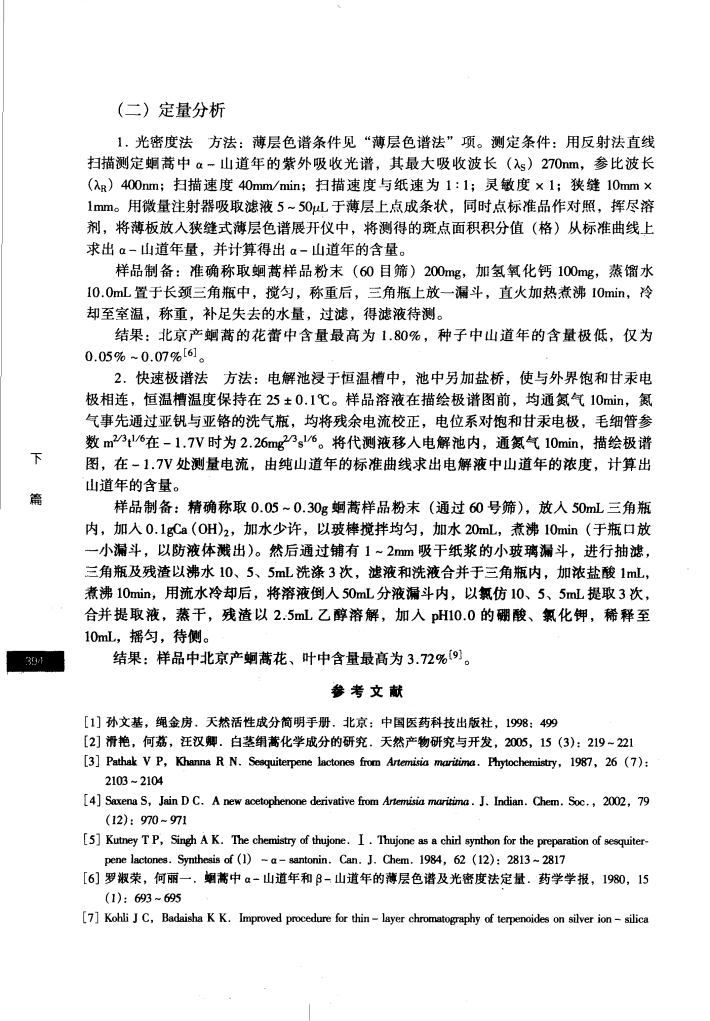 （二）定量分析
1. 光密度法　方法：薄层色谱条件见“薄层色谱法”项。测定条件：用反射法直线
扫描测定蛔蒿中 α－山道年的紫外吸收光谱，其最大吸收波长（λS）270nm，参比波长
（λR）400nm；扫描速度 40mm/min；扫描速度与纸速为 1∶1；灵敏度 × 1；狭缝 10mm ×
1mm。用微量注射器吸取滤液 5～50μL 于薄层上点成条状，同时点标准品作对照，挥尽溶
剂，将薄板放入狭缝式薄层色谱展开仪中，将测得的斑点面积积分值（格）从标准曲线上
求出 α－山道年量，并计算得出 α－山道年的含量。
样品制备：准确称取蛔蒿样品粉末（60 目筛）200mg，加氢氧化钙 100mg，蒸馏水
10.0mL 置于长颈三角瓶中，搅匀，称重后，三角瓶上放一漏斗，直火加热煮沸 10min，冷
却至室温，称重，补足失去的水量，过滤，得滤液待测。
结果：北京产蛔蒿的花蕾中含量最高为 1.80%，种子中山道年的含量极低，仅为
0.05%～0.07%[6]。
2. 快速极谱法　方法：电解池浸于恒温槽中，池中另加盐桥，使与外界饱和甘汞电
极相连，恒温槽温度保持在 25 ± 0.1℃。样品溶液在描绘极谱图前，均通氮气 10min，氮
气事先通过亚钒与亚铬的洗气瓶，均将残余电流校正，电位系对饱和甘汞电极，毛细管参
数 m2/3t1/6在 －1.7V 时为 2.26mg2/3s1/6。将代测液移入电解池内，通氮气 10min，描绘极谱
图，在 －1.7V 处测量电流，由纯山道年的标准曲线求出电解液中山道年的浓度，计算出
山道年的含量。
样品制备：精确称取 0.05～0.30g 蛔蒿样品粉末（通过 60 号筛），放入 50mL 三角瓶
内，加入 0.1gCa（OH）2，加水少许，以玻棒搅拌均匀，加水 20mL，煮沸 10min（于瓶口放
一小漏斗，以防液体溅出）。然后通过铺有 1～2mm 吸干纸浆的小玻璃漏斗，进行抽滤，
三角瓶及残渣以沸水 10、5、5mL 洗涤 3 次，滤液和洗液合并于三角瓶内，加浓盐酸 1mL，
煮沸 10min，用流水冷却后，将溶液倒入 50mL 分液漏斗内，以氯仿 10、5、5mL 提取 3 次，
合并提取液，蒸干，残渣以 2.5mL 乙醇溶解，加入 pH10.0 的硼酸、氯化钾，稀释至
10mL，摇匀，待侧。
结果：样品中北京产蛔蒿花、叶中含量最高为 3.72%[9]。
下
篇
394
参 考 文 献
［1］孙文基，绳金房．天然活性成分简明手册．北京：中国医药科技出版社，1998：499
［2］滑艳，何荔，汪汉卿．白茎绢蒿化学成分的研究．天然产物研究与开发，2005，15（3）：219～221
［3］Pathak V P，Khanna R N．Sesquiterpene lactones from Artemisia maritima．Phytochemistry，1987，26（7）：
2103～2104
［4］Saxena S，Jain D C．A new acetophenone derivative from Artemisia maritima．J．Indian．Chem．Soc．，2002，79
（12）：970～971
［5］Kutney T P，Singh A K．The chemistry of thujone．Ⅰ．Thujone as a chirl synthon for the preparation of sesquiter-
pene lactones．Synthesis of (1) －α－santonin．Can．J．Chem．1984，62（12）：2813～2817
［6］罗淑荣，何丽一．蛔蒿中 α－山道年和 β－山道年的薄层色谱及光密度法定量．药学学报，1980，15
（1）：693～695
［7］Kohli J C，Badaisha K K．Improved procedure for thin－layer chromatography of terpenoides on silver ion－silica